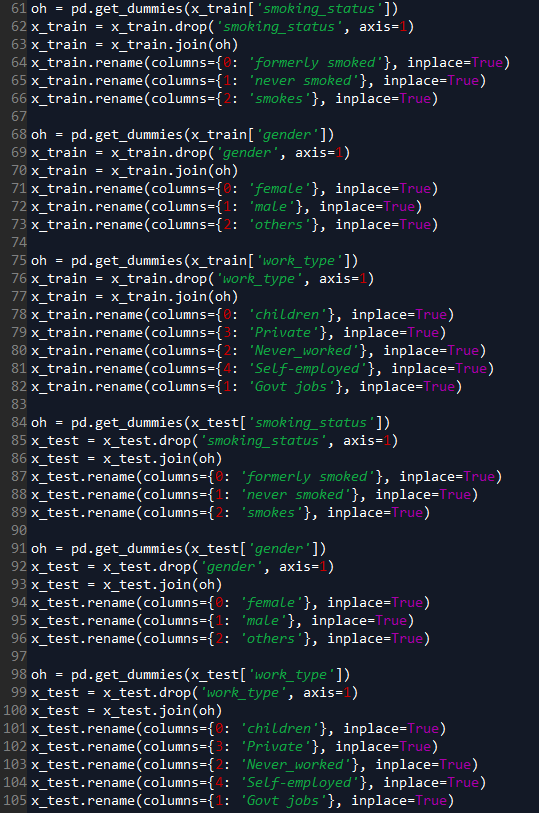 61 oh = pd.get_dummies(x_train['smoking_status'])
62 x_train = x_train.drop('smoking_status', axis=1)
63 x_train = x_train.join(oh)
64 x_train.rename(columns={0: 'formerly smoked'}, inplace=True)
65 x_train.rename(columns={1: 'never smoked'}, inplace=True)
66 x_train.rename(columns={2: 'smokes'}, inplace=True)
67
68 oh = pd.get_dummies(x_train['gender'])
69 x_train = x_train.drop('gender', axis=1)
70 x_train = x_train.join(oh)
71 x_train.rename(columns={0: 'female'}, inplace=True)
72 x_train.rename(columns={1: 'male'}, inplace=True)
73 x_train.rename(columns={2: 'others'}, inplace=True)
74
75 oh = pd.get_dummies(x_train['work_type'])
76 x_train = x_train.drop('work_type', axis=1)
77 x_train = x_train.join(oh)
78 x_train.rename(columns={0: 'children'}, inplace=True)
79 x_train.rename(columns={3: 'Private'}, inplace=True)
80 x_train.rename(columns={2: 'Never_worked'}, inplace=True)
81 x_train.rename(columns={4: 'Self-employed'}, inplace=True)
82 x_train.rename(columns={1: 'Govt jobs'}, inplace=True)
83
84 oh = pd.get_dummies(x_test['smoking_status'])
85 x_test = x_test.drop('smoking_status', axis=1)
86 x_test = x_test.join(oh)
87 x_test.rename(columns={0: 'formerly smoked'}, inplace=True)
88 x_test.rename(columns={1: 'never smoked'}, inplace=True)
89 x_test.rename(columns={2: 'smokes'}, inplace=True)
90
91 oh = pd.get_dummies(x_test['gender'])
92 x_test = x_test.drop('gender', axis=1)
93 x_test = x_test.join(oh)
94 x_test.rename(columns={0: 'female'}, inplace=True)
95 x_test.rename(columns={1: 'male'}, inplace=True)
96 x_test.rename(columns={2: 'others'}, inplace=True)
97
98 oh = pd.get_dummies(x_test['work_type'])
99 x_test = x_test.drop('work_type', axis=1)
100 x_test = x_test.join(oh)
101 x_test.rename(columns={0: 'children'}, inplace=True)
102 x_test.rename(columns={3: 'Private'}, inplace=True)
103 x_test.rename(columns={2: 'Never_worked'}, inplace=True)
104 x_test.rename(columns={4: 'Self-employed'}, inplace=True)
105 x_test.rename(columns={1: 'Govt jobs'}, inplace=True)